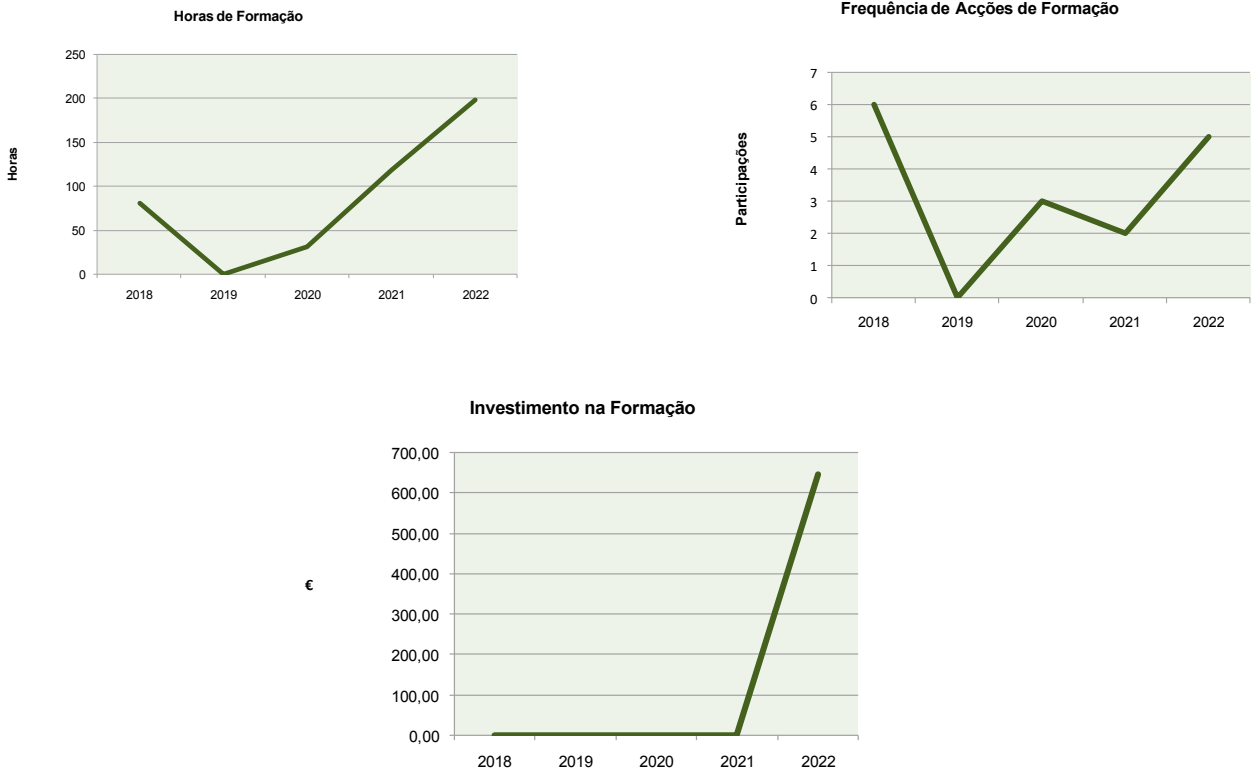 Horas de Formação
Horas
250
200
150
100
50
0
2018 2019 2020 2021 2022
Frequência de Acções de Formação
Participações
7
6
5
4
3
2
1
0
2018 2019 2020 2021 2022
Investimento na Formação
€
700,00
600,00
500,00
400,00
300,00
200,00
100,00
0,00
2018 2019 2020 2021 2022